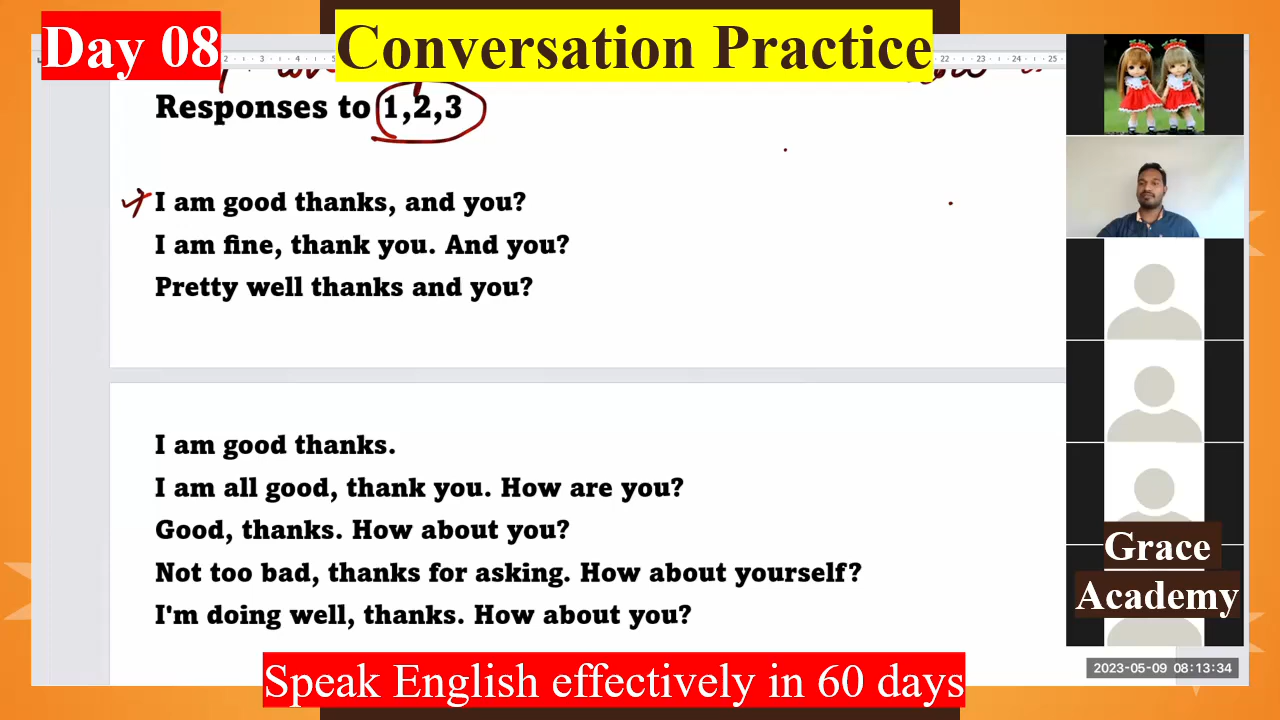 Day 08
Conversation Practice
Responses to 1,2,3
I am good thanks, and you?
I am fine, thank you. And you?
Pretty well thanks and you?
I am good thanks.
I am all good, thank you. How are you?
Good, thanks. How about you?
Not too bad, thanks for asking. How about yourself?
I'm doing well, thanks. How about you?
Grace
Academy
2023-05-09 08:13:34
Speak English effectively in 60 days